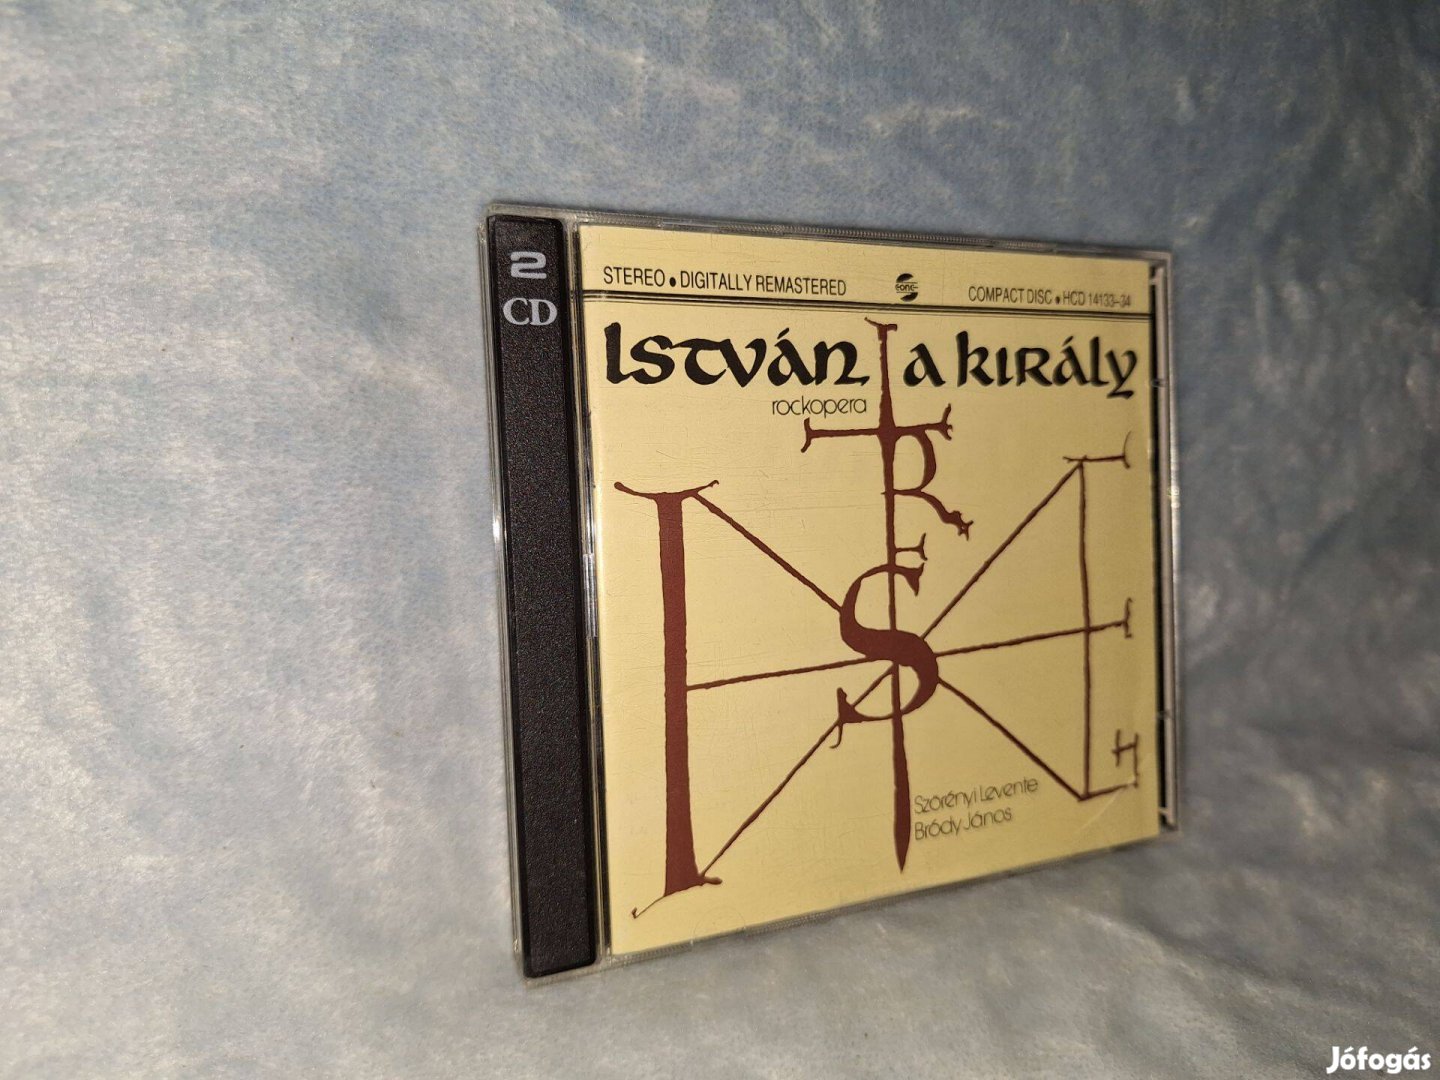 2
CD
STEREO • DIGITALLY REMASTERED
COMPACT DISC • HCD 14133-34
István a király
rockopera
Szörényi Levente
Bródy János
Jófogás